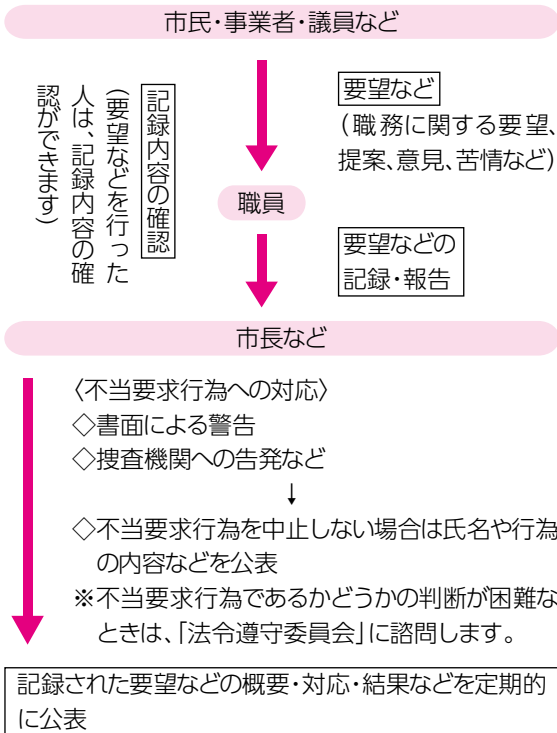 市民・事業者・議員など
要望など
（職務に関する要望、
提案、意見、苦情など）
記録内容の確認
（要望などを行った
人は、記録内容の確
認ができます）
職員
要望などの
記録・報告
市長など
〈不当要求行為への対応〉
◇書面による警告
◇捜査機関への告発など
↓
◇不当要求行為を中止しない場合は氏名や行為
の内容などを公表
※不当要求行為であるかどうかの判断が困難な
ときは、「法令遵守委員会」に諮問します。
記録された要望などの概要・対応・結果などを定期的
に公表